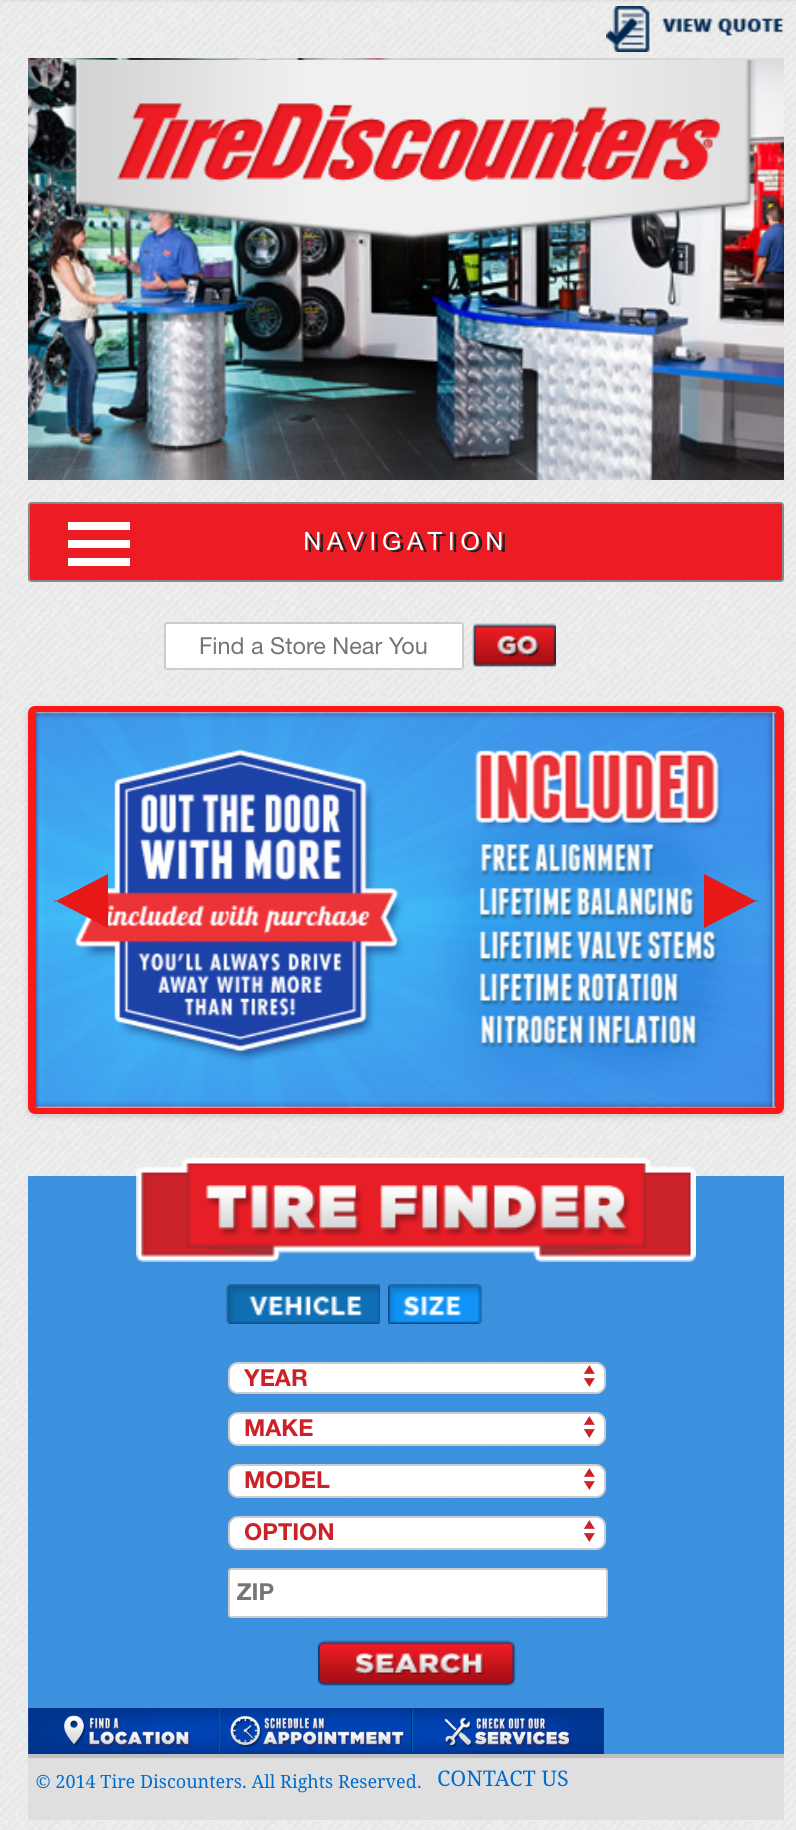 VIEW QUOTE
TireDiscounters®
NAVIGATION
Find a Store Near You
GO
OUT THE DOOR
WITH MORE
included with purchase
YOU'LL ALWAYS DRIVE
AWAY WITH MORE
THAN TIRES!
INCLUDED
FREE ALIGNMENT
LIFETIME BALANCING
LIFETIME VALVE STEMS
LIFETIME ROTATION
NITROGEN INFLATION
TIRE FINDER
VEHICLE
SIZE
YEAR
MAKE
MODEL
OPTION
ZIP
SEARCH
FIND A
LOCATION
SCHEDULE AN
APPOINTMENT
CHECK OUT OUR
SERVICES
© 2014 Tire Discounters. All Rights Reserved. CONTACT US